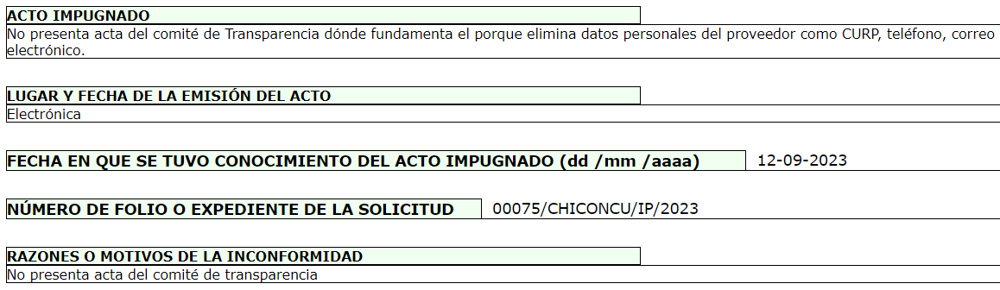 ACTO IMPUGNADO
No presenta acta del comité de Transparencia dónde fundamenta el porque elimina datos personales del proveedor como CURP, teléfono, correo
electrónico.
LUGAR Y FECHA DE LA EMISIÓN DEL ACTO
Electrónica
FECHA EN QUE SE TUVO CONOCIMIENTO DEL ACTO IMPUGNADO (dd /mm /aaaa) 12-09-2023
NÚMERO DE FOLIO O EXPEDIENTE DE LA SOLICITUD 00075/CHICONCU/IP/2023
RAZONES O MOTIVOS DE LA INCONFORMIDAD
No presenta acta del comité de transparencia